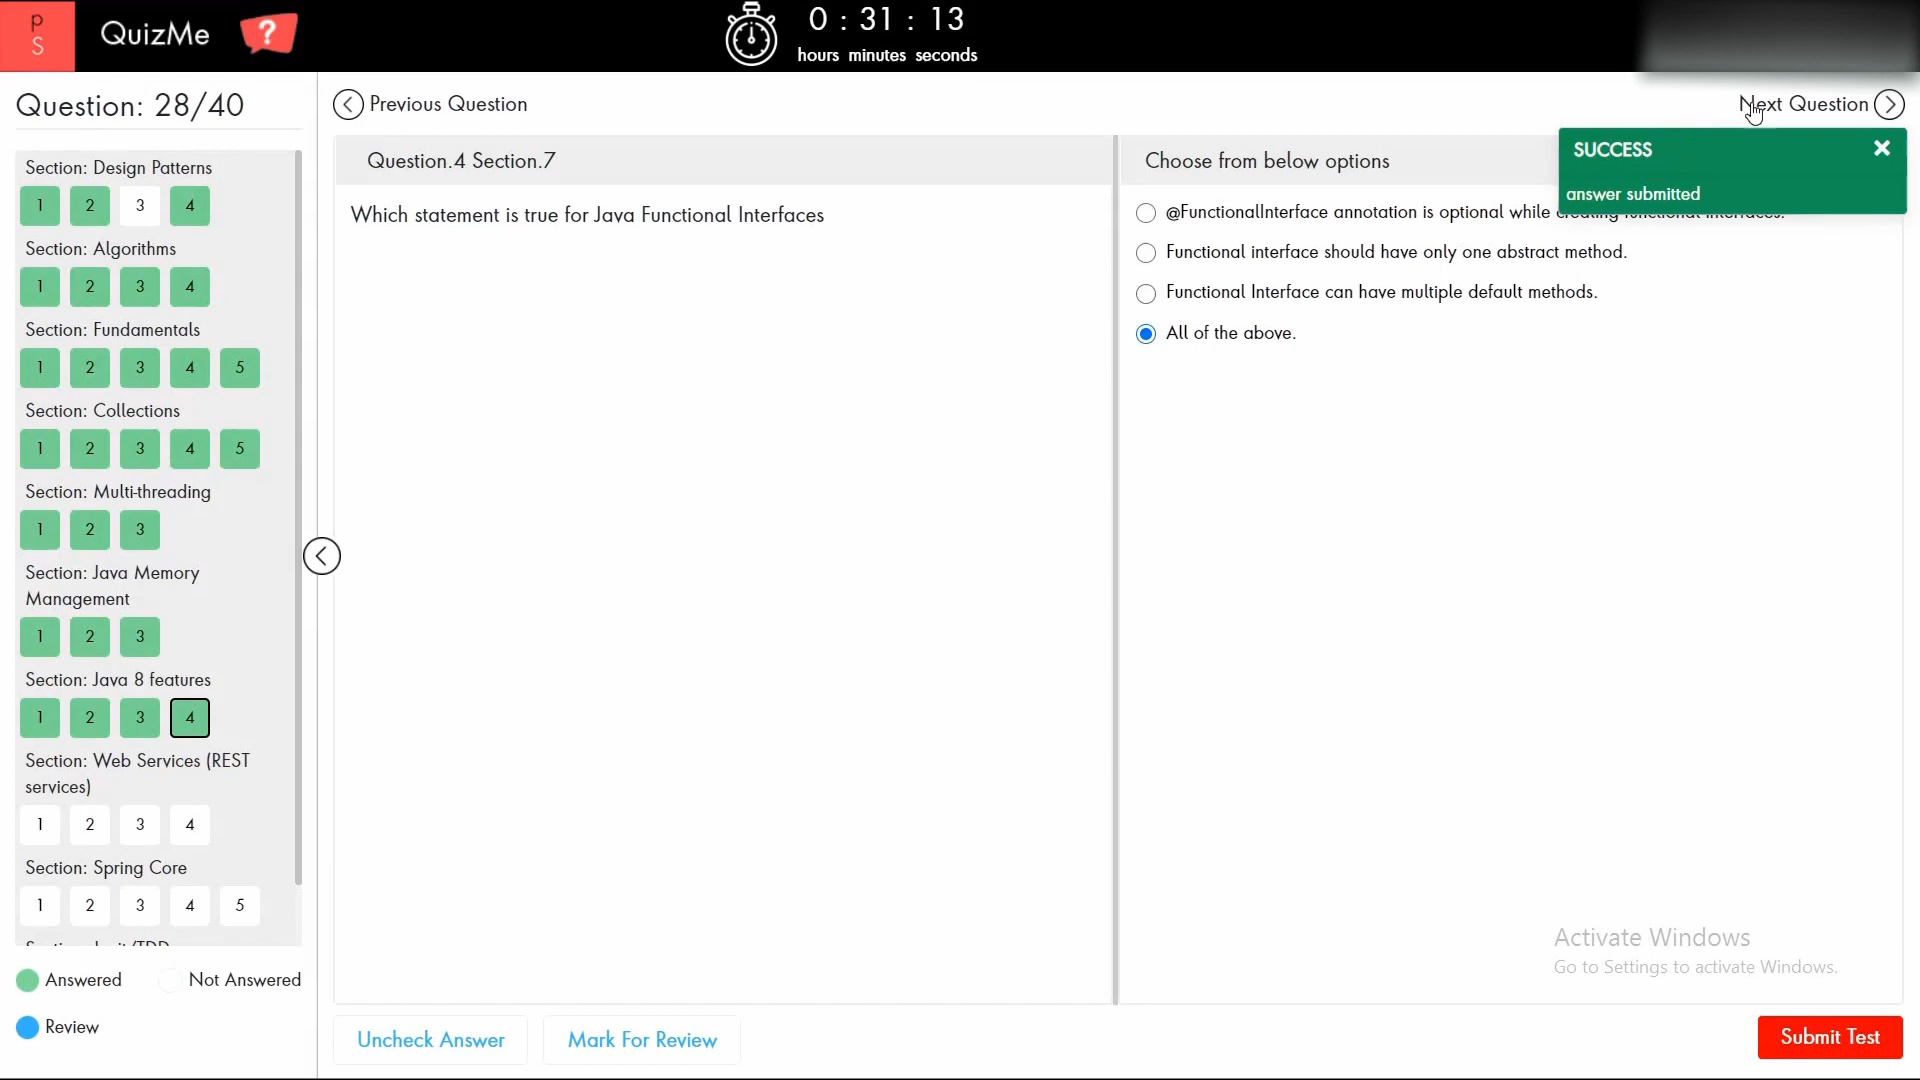 p
S
QuizMe
?
0 : 31 : 13
hours minutes seconds
Question: 28/40
Previous Question
Next Question
Section: Design Patterns
1 2 3 4
Section: Algorithms
1 2 3 4
Section: Fundamentals
1 2 3 4 5
Section: Collections
1 2 3 4 5
Section: Multi-threading
1 2 3
Section: Java Memory
Management
1 2 3
Section: Java 8 features
1 2 3 4
Section: Web Services (REST
services)
1 2 3 4
Section: Spring Core
1 2 3 4 5
Answered
Not Answered
Review
Question.4 Section.7
Which statement is true for Java Functional Interfaces
Choose from below options
SUCCESS
answer submitted
@FunctionalInterface annotation is optional while creating functional interfaces.
Functional interface should have only one abstract method.
Functional Interface can have multiple default methods.
All of the above.
Activate Windows
Go to Settings to activate Windows.
Uncheck Answer
Mark For Review
Submit Test